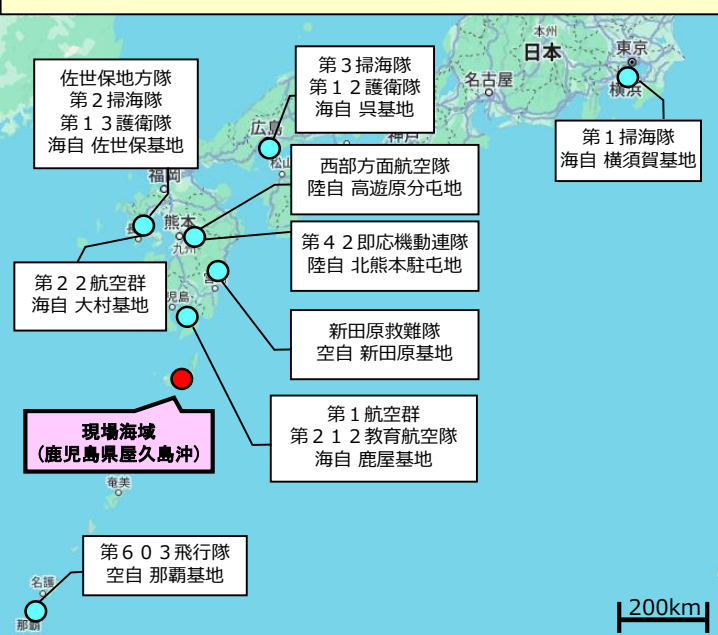 佐世保地方隊
第２掃海隊
第１３護衛隊
海自 佐世保基地
第３掃海隊
第１２護衛隊
海自 呉基地
本州
日本
東京
横浜
名古屋
第１掃海隊
海自 横須賀基地
広島
神戸
松山
福岡
西部方面航空隊
陸自 高遊原分屯地
熊本
九州
長
第４２即応機動連隊
陸自 北熊本駐屯地
第２２航空群
海自 大村基地
宮
児島
新田原救難隊
空自 新田原基地
現場海域
(鹿児島県屋久島沖)
第１航空群
第２１２教育航空隊
海自 鹿屋基地
奄美
第６０３飛行隊
空自 那覇基地
名護
那覇
200km